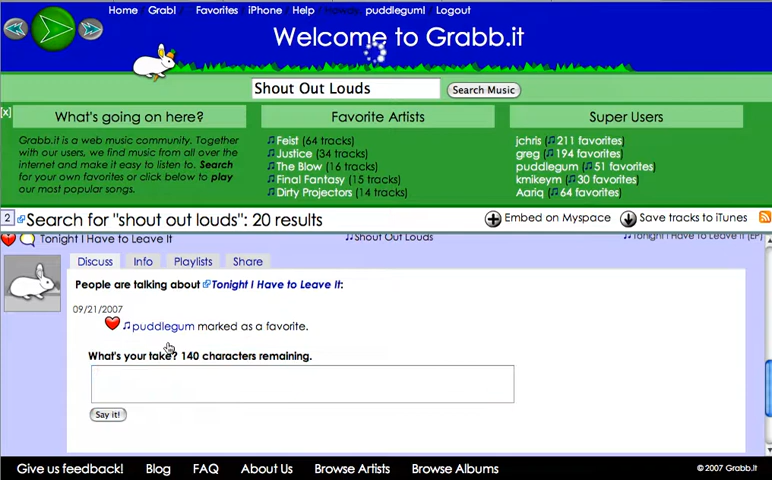 Home / Grab! / Favorites / iPhone / Help / puddlegum! / Logout
Welcome to Grabb.it
Shout Out Louds
Search Music
[x]
What's going on here?
Grabb.it is a web music community. Together
with our users, we find music from all over the
internet and make it easy to listen to. Search
for your own favorites or click below to play
our most popular songs.
Favorite Artists
Feist (64 tracks)
Justice (34 tracks)
The Blow (16 tracks)
Final Fantasy (15 tracks)
Dirty Projectors (14 tracks)
Super Users
jchris (211 favorites)
greg (194 favorites)
puddlegum (51 favorites)
kmikeym (30 favorites)
Aariq (64 favorites)
2 Search for "shout out louds": 20 results
Embed on Myspace
Save tracks to iTunes
Tonight I Have to Leave It
Shout Out Louds
Tonight I Have to Leave It [EP]
Discuss
Info
Playlists
Share
People are talking about Tonight I Have to Leave It:
09/21/2007
puddlegum marked as a favorite.
What's your take? 140 characters remaining.
Say it!
Give us feedback!
Blog
FAQ
About Us
Browse Artists
Browse Albums
© 2007 Grabb.it